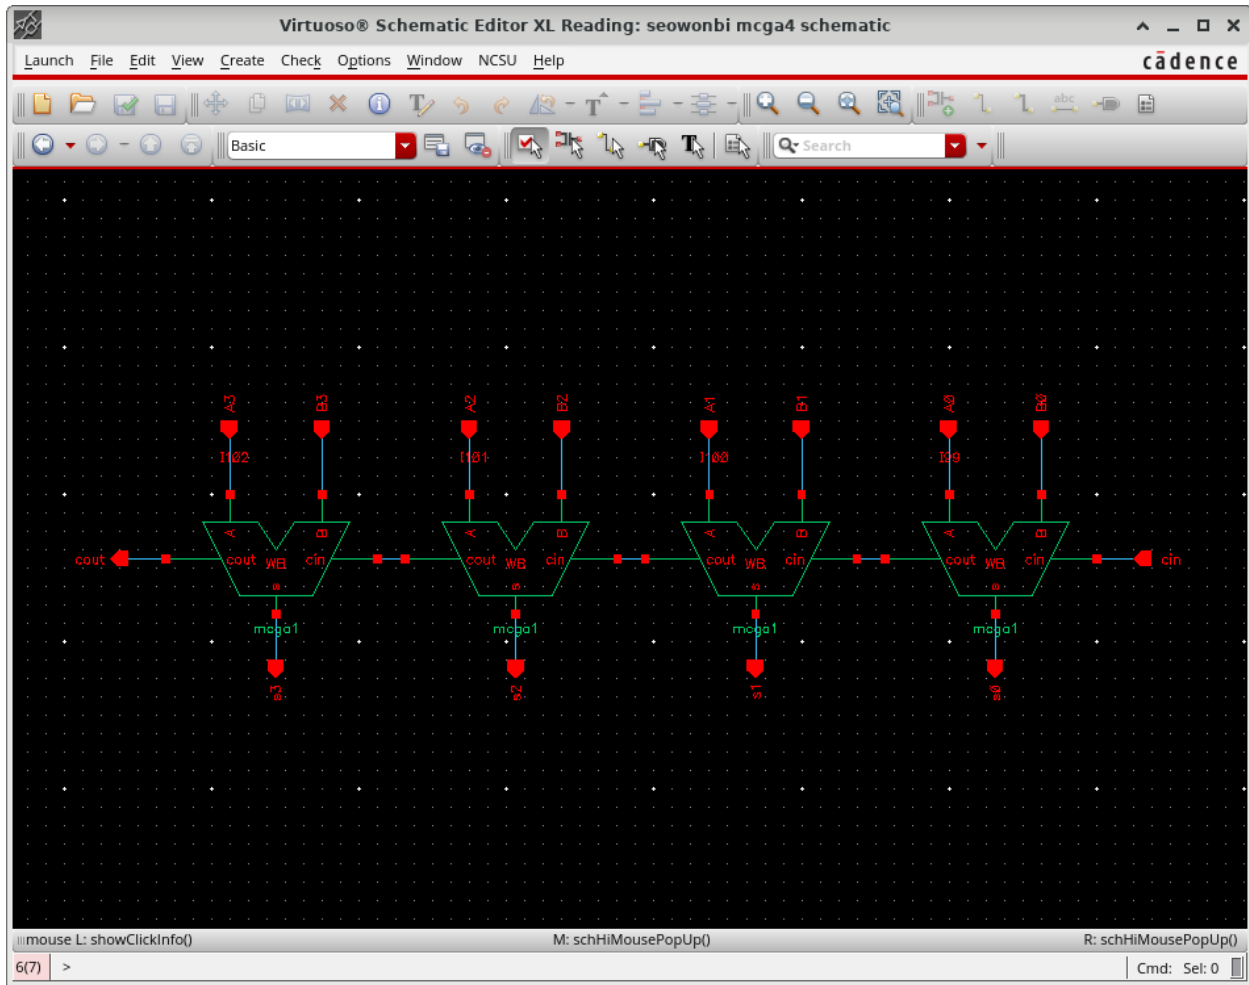 Virtuoso® Schematic Editor XL Reading: seowonbi mcga4 schematic
Launch File Edit View Create Check Options Window NCSU Help cādence
abc
Basic Search
A3 B3 A2 B2 A1 B1 A0 B0
I102 I101 I100 I99
A B A B A B A B
cout cout WB cin cout WB cin cout WB cin cout WB cin cin
s s s s
mcga1 mcga1 mcga1 mcga1
s3 s2 s1 s0
mouse L: showClickInfo() M: schHiMousePopUp() R: schHiMousePopUp()
6(7) > Cmd: Sel: 0